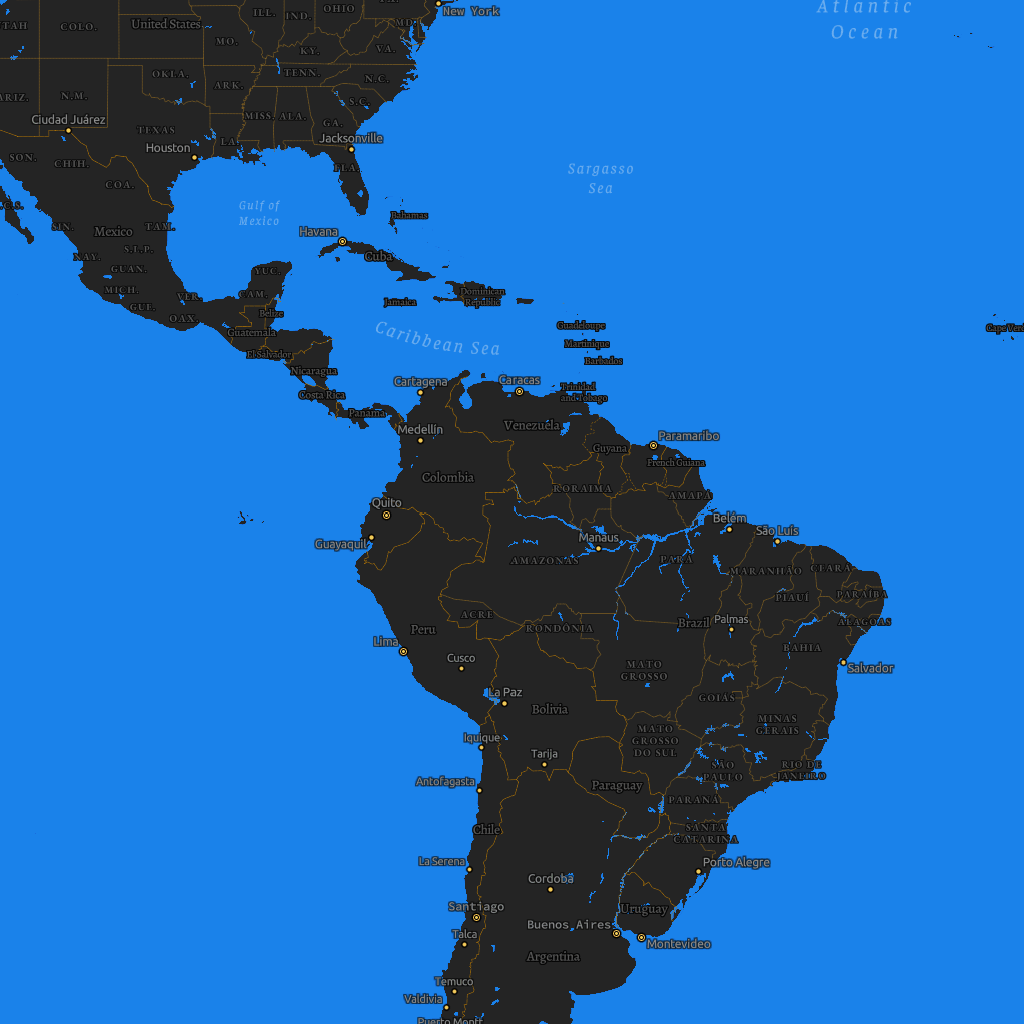 Atlantic
Ocean
New York
OHIO
ILL.
IND.
MD.
UTAH
COLO.
United States
MO.
KY.
VA.
TENN.
N.C.
OKLA.
ARK.
ARIZ.
N.M.
S.C.
MISS.
ALA.
GA.
Ciudad Juárez
TEXAS
Jacksonville
LA.
Houston
SON.
CHIH.
FLA.
Sargasso
Sea
COA.
Gulf of
Mexico
C.S.
Bahamas
SIN.
Mexico
TAM.
Havana
S.L.P.
NAY.
Cuba
GUAN.
YUC.
MICH.
VER.
CAM.
Dominican
Republic
Jamaica
GUE.
OAX.
Belize
Guadeloupe
Cape Verd
Guatemala
Caribbean Sea
Martinique
El Salvador
Barbados
Nicaragua
Cartagena
Caracas
Trinidad
and Tobago
Costa Rica
Panama
Medellín
Venezuela
Paramaribo
Guyana
French Guiana
Colombia
RORAIMA
AMAPÁ
Quito
Belém
São Luís
Guayaquil
Manaus
AMAZONAS
PARÁ
MARANHÃO
CEARÁ
PIAUÍ
PARAÍBA
ACRE
RONDÔNIA
Brazil
Palmas
ALAGOAS
Peru
Lima
BAHIA
Cusco
MATO
GROSSO
Salvador
La Paz
Bolivia
GOIÁS
MINAS
GERAIS
Iquique
MATO
GROSSO
DO SUL
Tarija
SÃO
PAULO
RIO DE
JANEIRO
Antofagasta
Paraguay
PARANÁ
Chile
SANTA
CATARINA
La Serena
Porto Alegre
Cordoba
Santiago
Uruguay
Buenos Aires
Talca
Montevideo
Argentina
Temuco
Valdivia
Puerto Montt